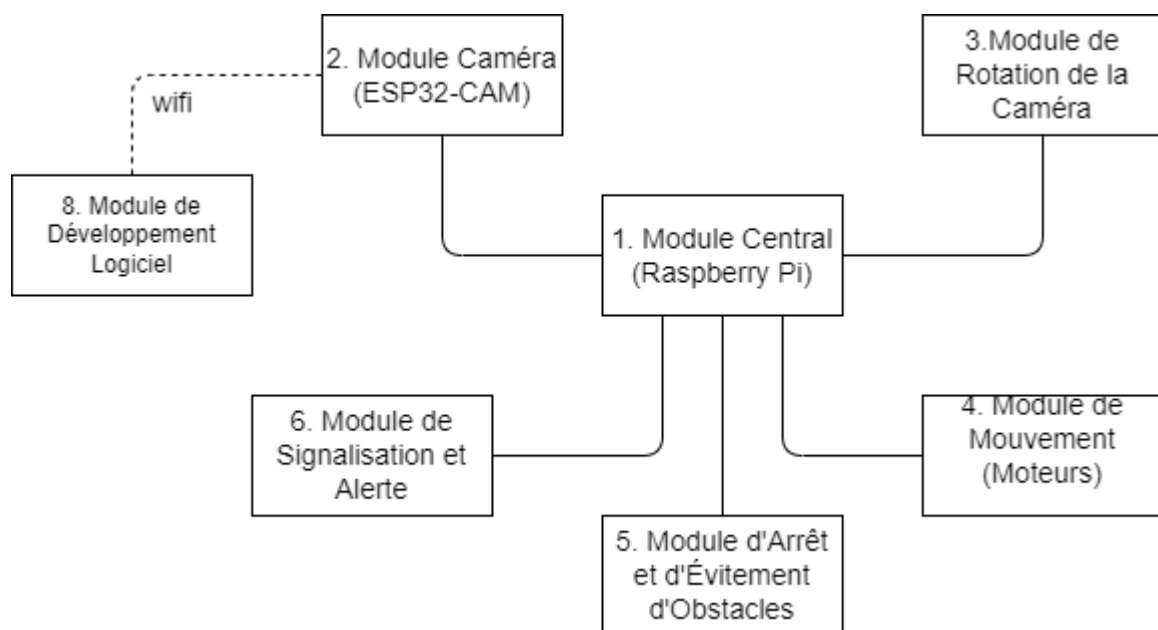 2. Module Caméra
(ESP32-CAM)
3.Module de
Rotation de la
Caméra
wifi
8. Module de
Développement
Logiciel
1. Module Central
(Raspberry Pi)
6. Module de
Signalisation et
Alerte
4. Module de
Mouvement
(Moteurs)
5. Module d'Arrêt
et d'Évitement
d'Obstacles